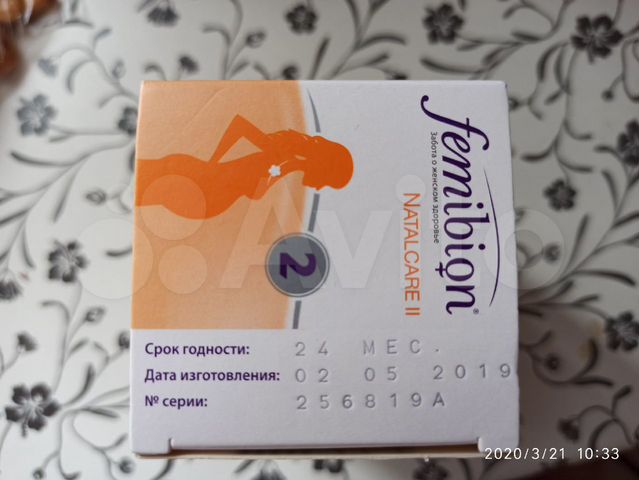 femibion®
Забота о женском здоровье
NATALCARE II
2
Avito
Срок годности: 24 МЕС.
Дата изготовления: 02 05 2019
№ серии: 256819A
2020/3/21 10:33